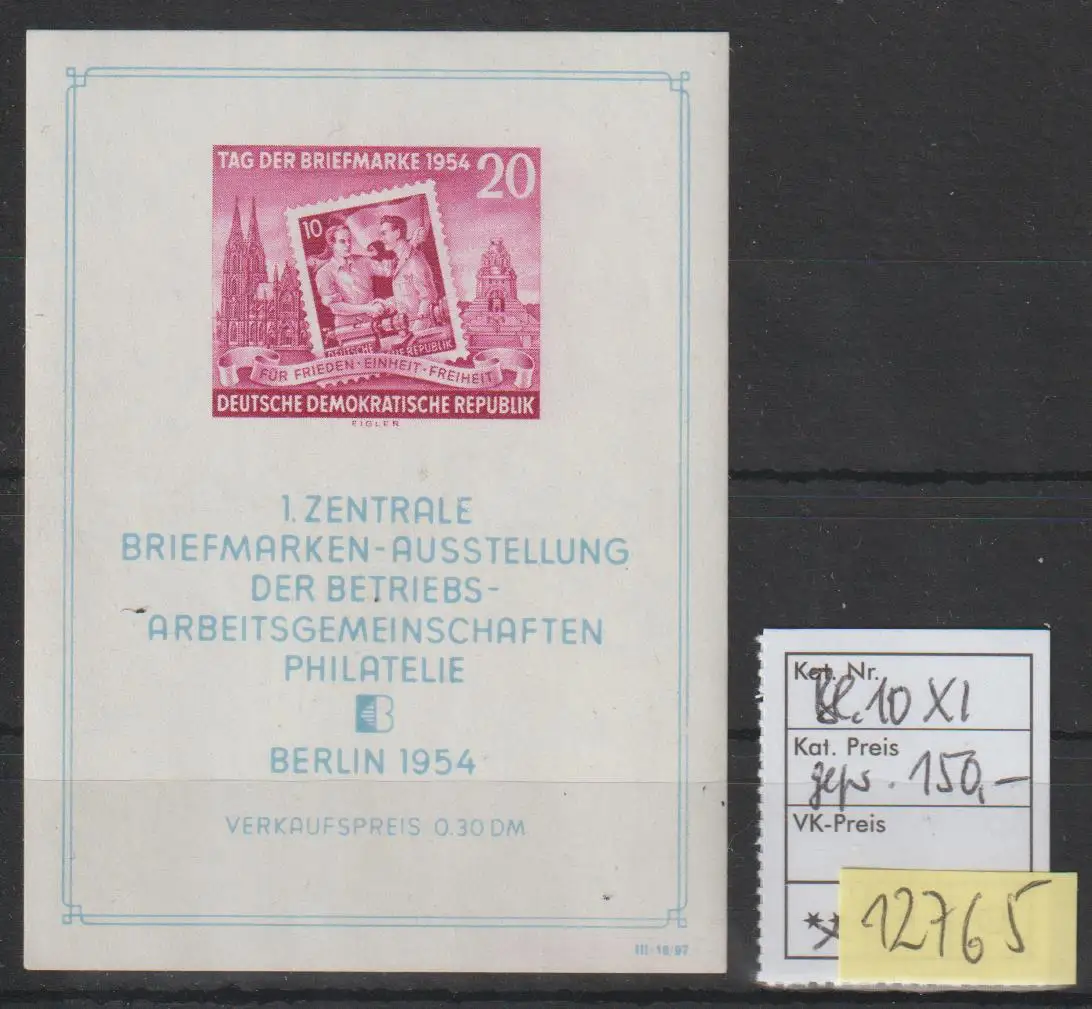 TAG DER BRIEFMARKE 1954 20
10
DEUTSCHE DEMOKRATISCHE REPUBLIK
FÜR FRIEDEN · EINHEIT · FREIHEIT
DEUTSCHE DEMOKRATISCHE REPUBLIK
EIGLER
1. ZENTRALE
BRIEFMARKEN-AUSSTELLUNG
DER BETRIEBS-
ARBEITSGEMEINSCHAFTEN
PHILATELIE
B
BERLIN 1954
VERKAUFSPREIS 0.30 DM
III-18/97
Kat. Nr.
Bl. 10 XI
Kat. Preis
gepr. 150,-
VK-Preis
12765